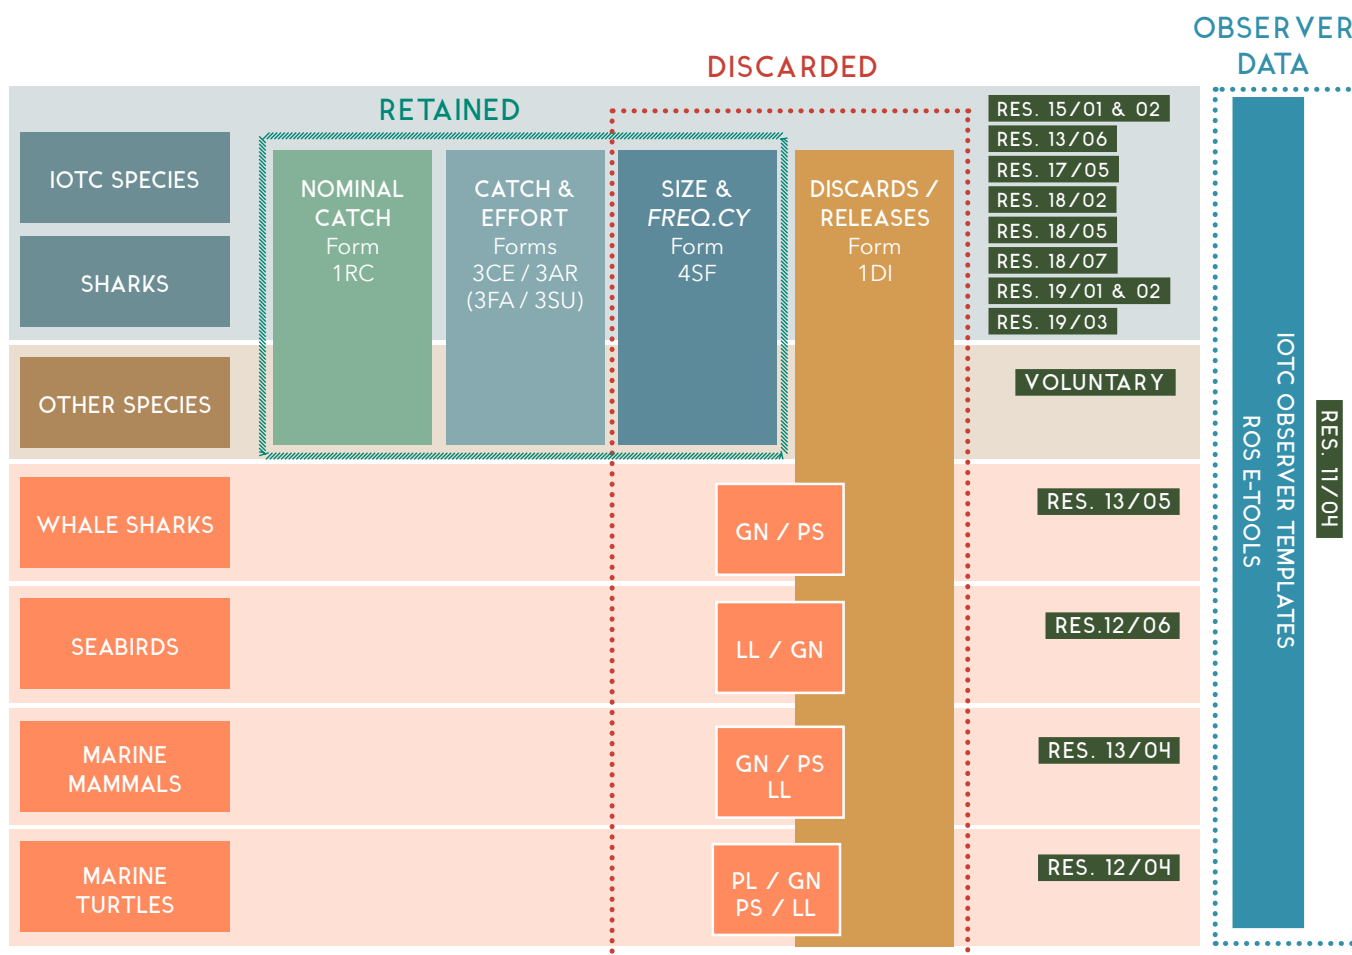 OBSERVER
DATA
DISCARDED
RETAINED
IOTC SPECIES
SHARKS
NOMINAL
CATCH
Form
1RC
CATCH &
EFFORT
Forms
3CE / 3AR
(3FA / 3SU)
SIZE &
FREQ.CY
Form
4SF
DISCARDS /
RELEASES
Form
1DI
RES. 15/01 & 02
RES. 13/06
RES. 17/05
RES. 18/02
RES. 18/05
RES. 18/07
RES. 19/01 & 02
RES. 19/03
OTHER SPECIES
VOLUNTARY
WHALE SHARKS
GN / PS
RES. 13/05
SEABIRDS
LL / GN
RES.12/06
MARINE
MAMMALS
GN / PS
LL
RES. 13/04
MARINE
TURTLES
PL / GN
PS / LL
RES. 12/04
IOTC OBSERVER TEMPLATES
ROS E-TOOLS
RES. 11/04